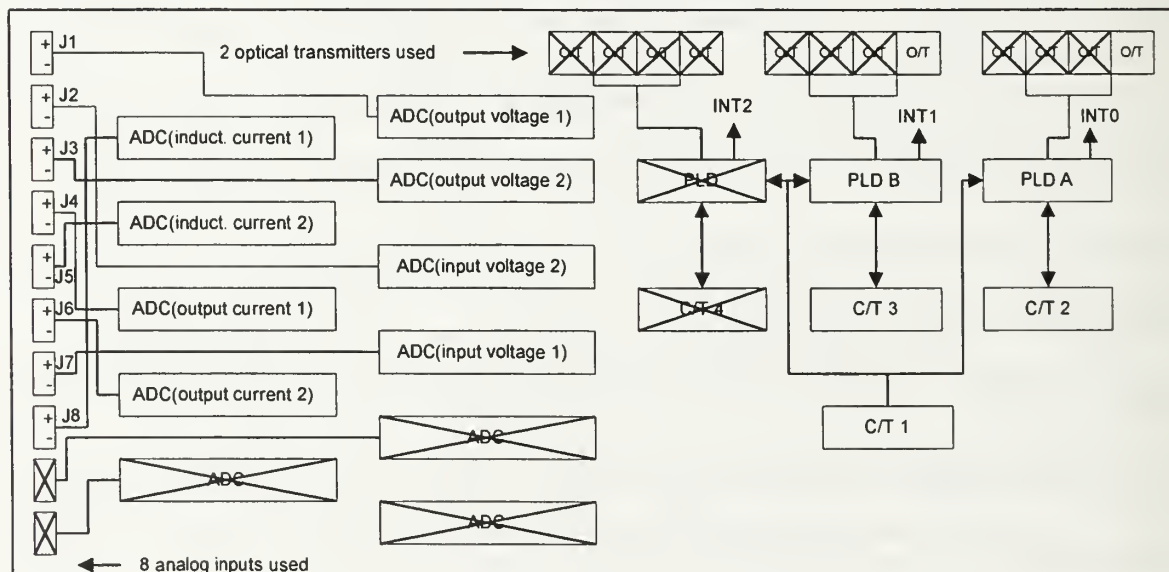 J1
2 optical transmitters used
O/T O/T O/T O/T
O/T O/T O/T O/T
O/T O/T O/T O/T
J2
ADC(output voltage 1)
INT2
INT1
INT0
ADC(induct. current 1)
J3
ADC(output voltage 2)
PLD
PLD B
PLD A
J4
ADC(induct. current 2)
J5
ADC(input voltage 2)
J6
ADC(output current 1)
C/T 4
C/T 3
C/T 2
J7
ADC(input voltage 1)
ADC(output current 2)
J8
C/T 1
ADC
ADC
ADC
8 analog inputs used